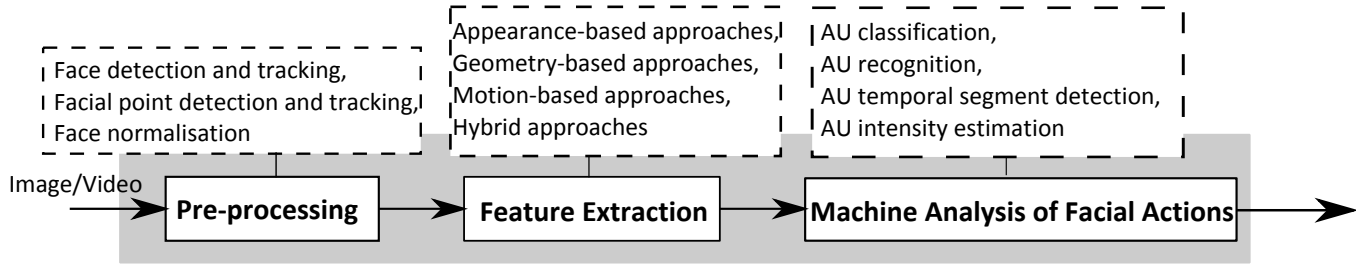 Face detection and tracking,
Facial point detection and tracking,
Face normalisation
Appearance-based approaches,
Geometry-based approaches,
Motion-based approaches,
Hybrid approaches
AU classification,
AU recognition,
AU temporal segment detection,
AU intensity estimation
Image/Video
Pre-processing
Feature Extraction
Machine Analysis of Facial Actions